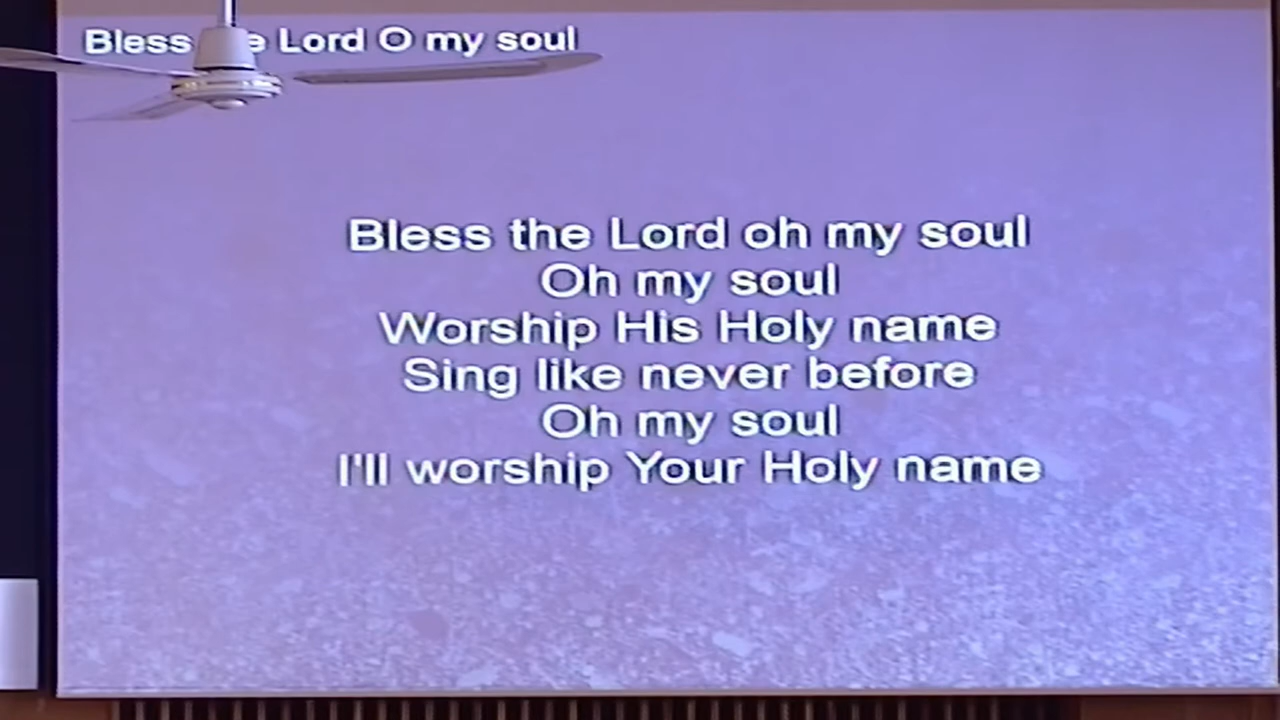 Bless e Lord O my soul
Bless the Lord oh my soul
Oh my soul
Worship His Holy name
Sing like never before
Oh my soul
I'll worship Your Holy name